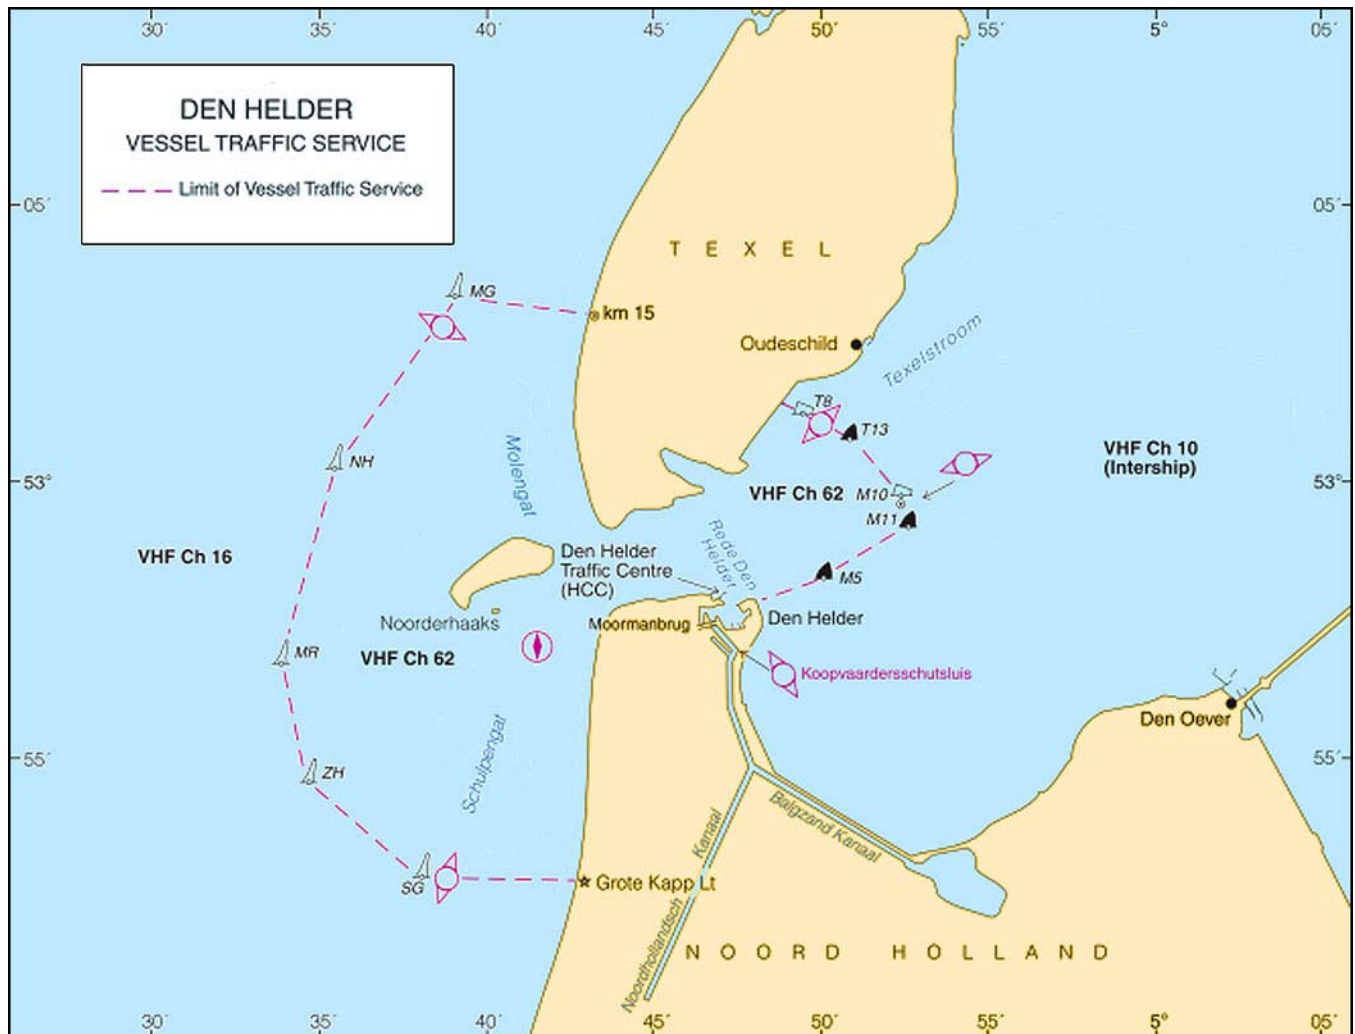 30´ 35´ 40´ 45´ 50´ 55´ 5° 05´
DEN HELDER
VESSEL TRAFFIC SERVICE
Limit of Vessel Traffic Service
05´ 05´
TEXEL
MG
km 15
Oudeschild
Texelstroom
T8
T13
NH
Molengat
VHF Ch 10
(Intership)
53° 53°
VHF Ch 62
M10
M11
Rede Den
Helder
VHF Ch 16
Den Helder
Traffic Centre
(HCC)
M5
Noorderhaaks
Moormanbrug
Den Helder
MR
VHF Ch 62
Koopvaardersschutsluis
Den Oever
Schulpengat
55´ 55´
ZH
Balgzand Kanaal
SG
Grote Kapp Lt
Noordhollandsch Kanaal
NOORD HOLLAND
30´ 35´ 40´ 45´ 50´ 55´ 5° 05´